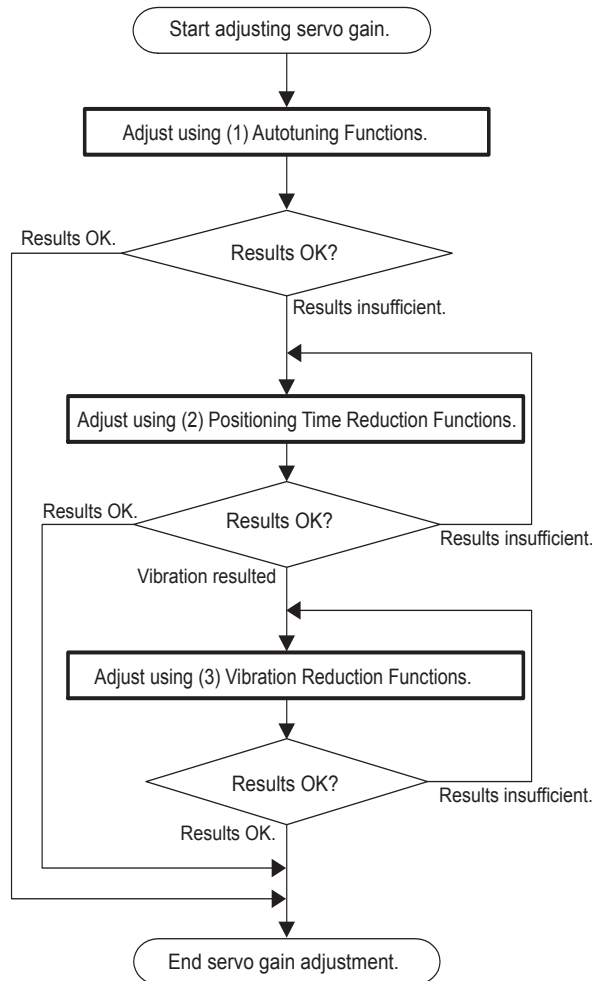 Start adjusting servo gain.
Adjust using (1) Autotuning Functions.
Results OK.
Results OK?
Results insufficient.
Adjust using (2) Positioning Time Reduction Functions.
Results OK.
Results OK?
Results insufficient.
Vibration resulted
Adjust using (3) Vibration Reduction Functions.
Results OK?
Results insufficient.
Results OK.
End servo gain adjustment.